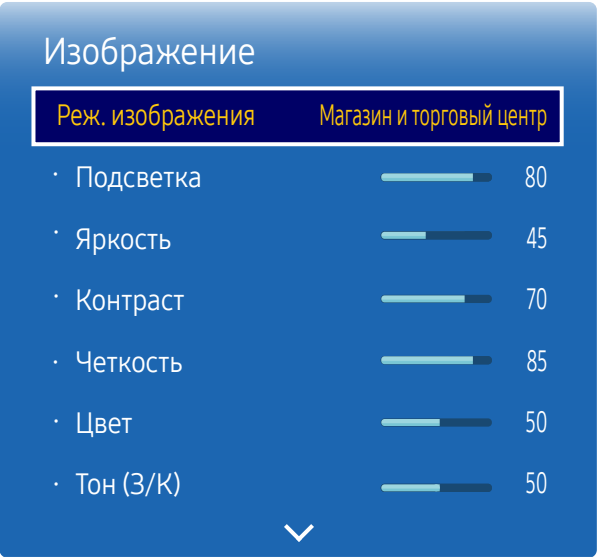 Изображение
Реж. изображения Магазин и торговый центр
· Подсветка 80
· Яркость 45
· Контраст 70
· Четкость 85
· Цвет 50
· Тон (З/К) 50